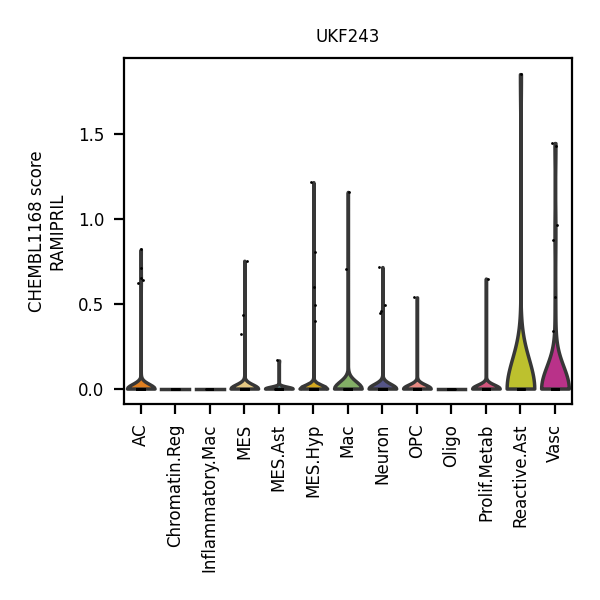 UKF243
CHEMBL1168 score
RAMIPRIL
1.5
1.0
0.5
0.0
AC
Chromatin.Reg
Inflammatory.Mac
MES
MES.Ast
MES.Hyp
Mac
Neuron
OPC
Oligo
Prolif.Metab
Reactive.Ast
Vasc